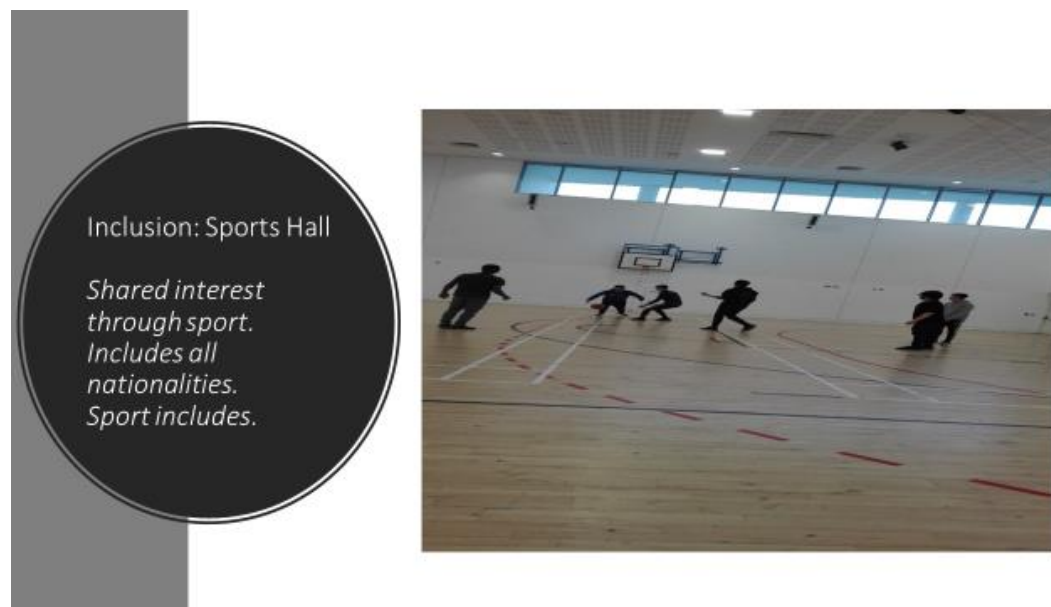 Inclusion: Sports Hall
Shared interest
through sport.
Includes all
nationalities.
Sport includes.